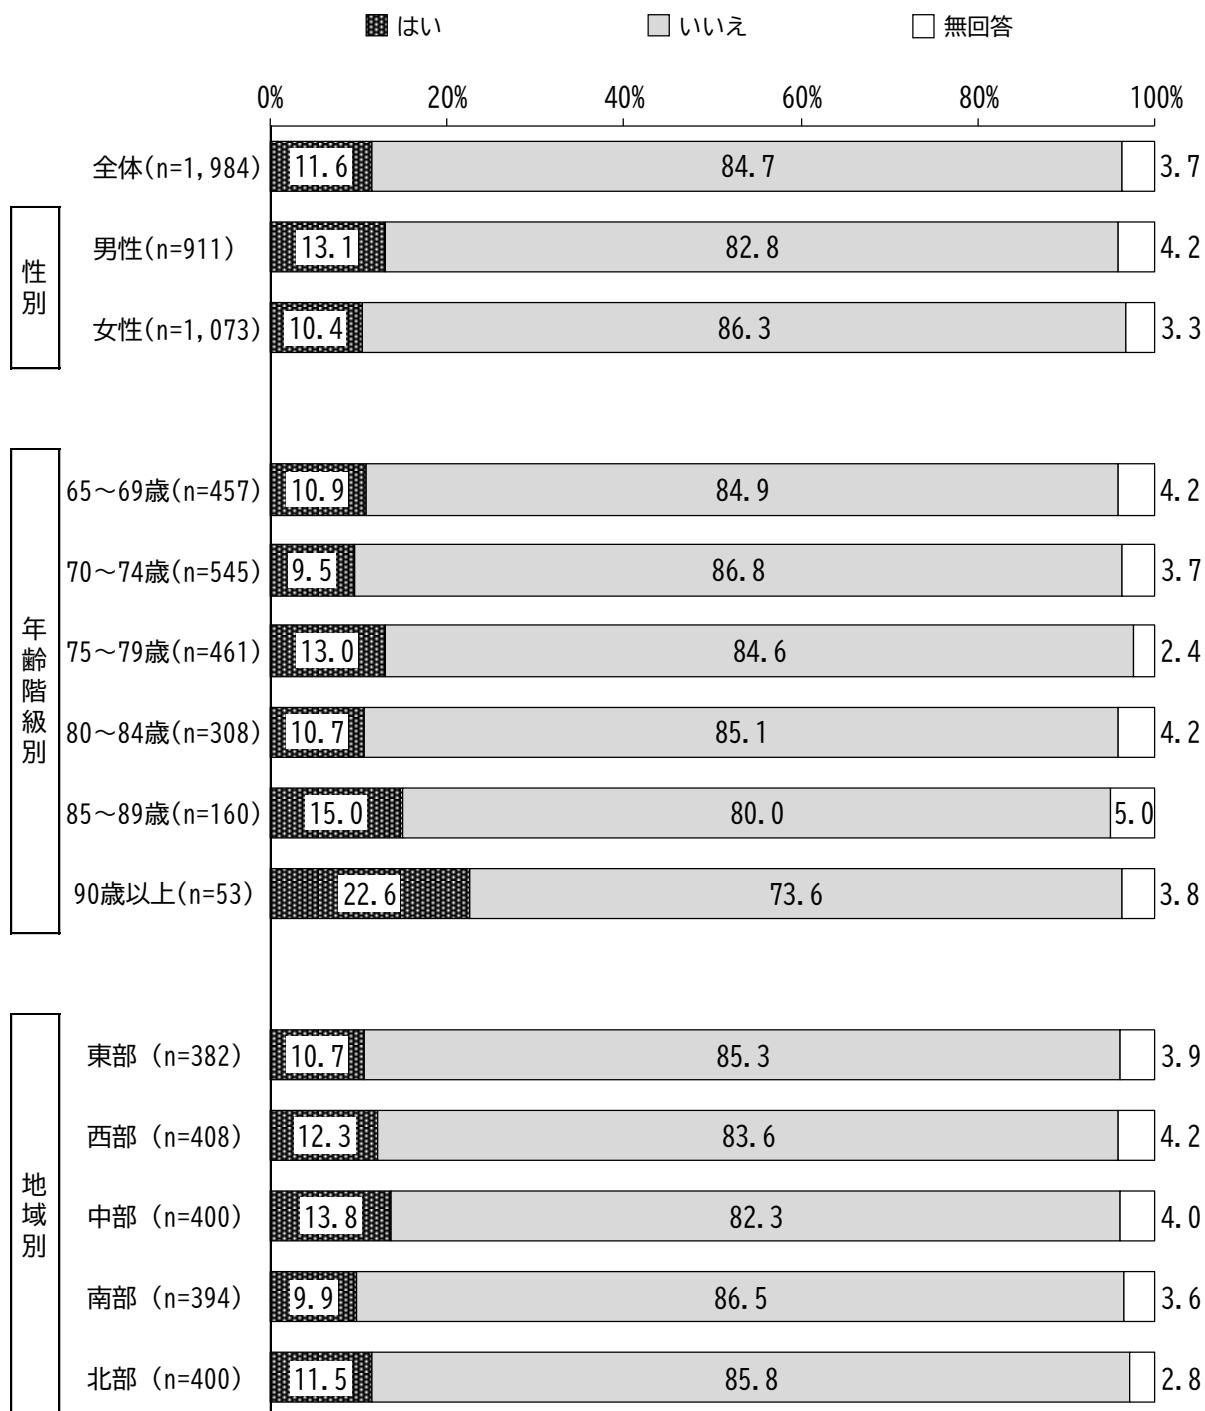 はい いいえ 無回答
0% 20% 40% 60% 80% 100%
全体(n=1,984) 11.6 84.7 3.7
性別
男性(n=911) 13.1 82.8 4.2
女性(n=1,073) 10.4 86.3 3.3
年齢階級別
65～69歳(n=457) 10.9 84.9 4.2
70～74歳(n=545) 9.5 86.8 3.7
75～79歳(n=461) 13.0 84.6 2.4
80～84歳(n=308) 10.7 85.1 4.2
85～89歳(n=160) 15.0 80.0 5.0
90歳以上(n=53) 22.6 73.6 3.8
地域別
東部 (n=382) 10.7 85.3 3.9
西部 (n=408) 12.3 83.6 4.2
中部 (n=400) 13.8 82.3 4.0
南部 (n=394) 9.9 86.5 3.6
北部 (n=400) 11.5 85.8 2.8